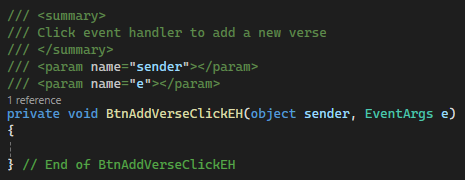 /// <summary>
/// Click event handler to add a new verse
/// </summary>
/// <param name="sender"></param>
/// <param name="e"></param>
1 reference
private void BtnAddVerseClickEH(object sender, EventArgs e)
{
} // End of BtnAddVerseClickEH